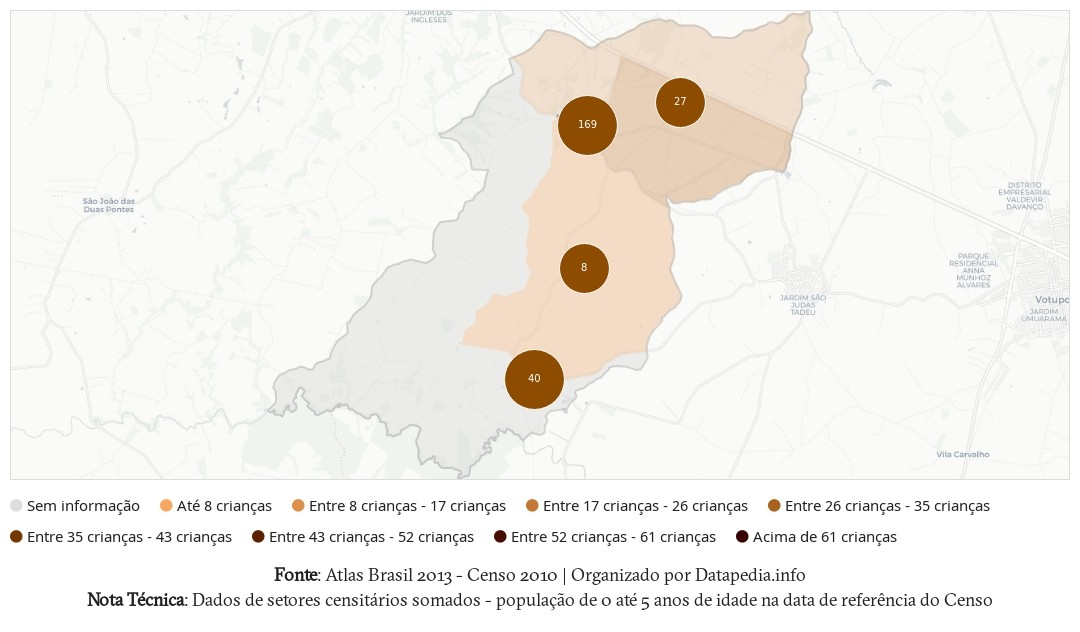 JARDIM DOS
INGLESES
27
169
São João das
Duas Pontes
DISTRITO
EMPRESARIAL
VALDEVIR
DAVANÇO
8
PARQUE
RESIDENCIAL
ANNA
MUNHOZ
ALVARES
JARDIM SÃO
JUDAS
TADEU
Votupo
JARDIM
UMUARAMA
40
Vila Carvalho
Sem informação Até 8 crianças Entre 8 crianças - 17 crianças Entre 17 crianças - 26 crianças Entre 26 crianças - 35 crianças
Entre 35 crianças - 43 crianças Entre 43 crianças - 52 crianças Entre 52 crianças - 61 crianças Acima de 61 crianças
Fonte: Atlas Brasil 2013 - Censo 2010 | Organizado por Datapedia.info
Nota Técnica: Dados de setores censitários somados - população de 0 até 5 anos de idade na data de referência do Censo